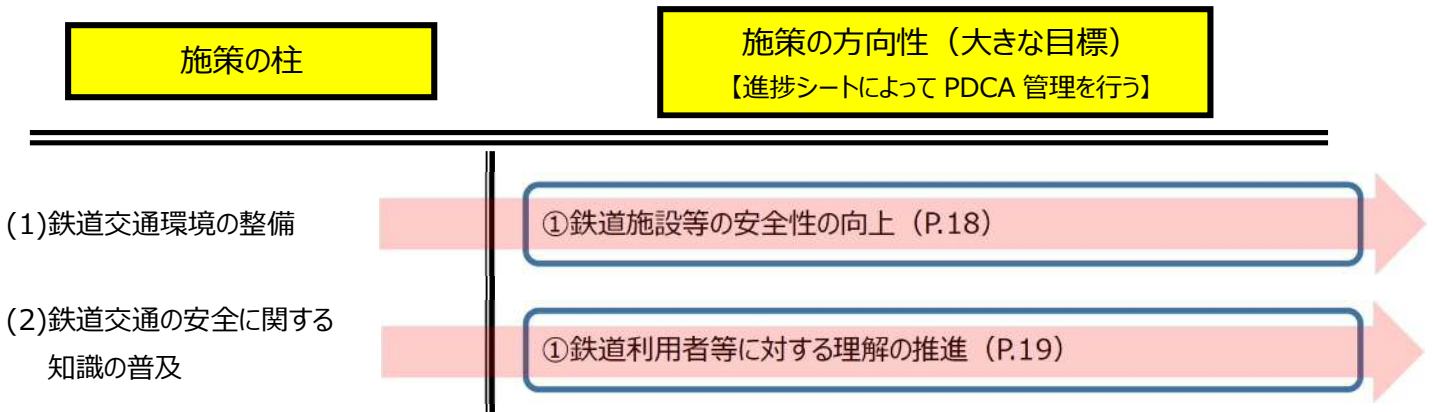 施策の柱
施策の方向性（大きな目標）
【進捗シートによって PDCA 管理を行う】
(1)鉄道交通環境の整備
①鉄道施設等の安全性の向上（P.18）
(2)鉄道交通の安全に関する
知識の普及
①鉄道利用者等に対する理解の推進（P.19）